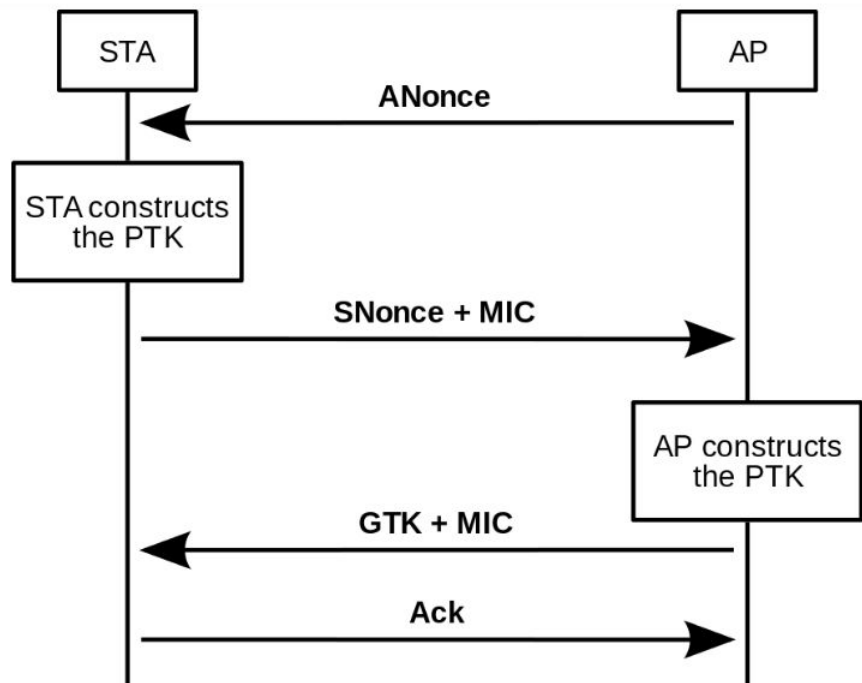 STA
AP
ANonce
STA constructs
the PTK
SNonce + MIC
AP constructs
the PTK
GTK + MIC
Ack